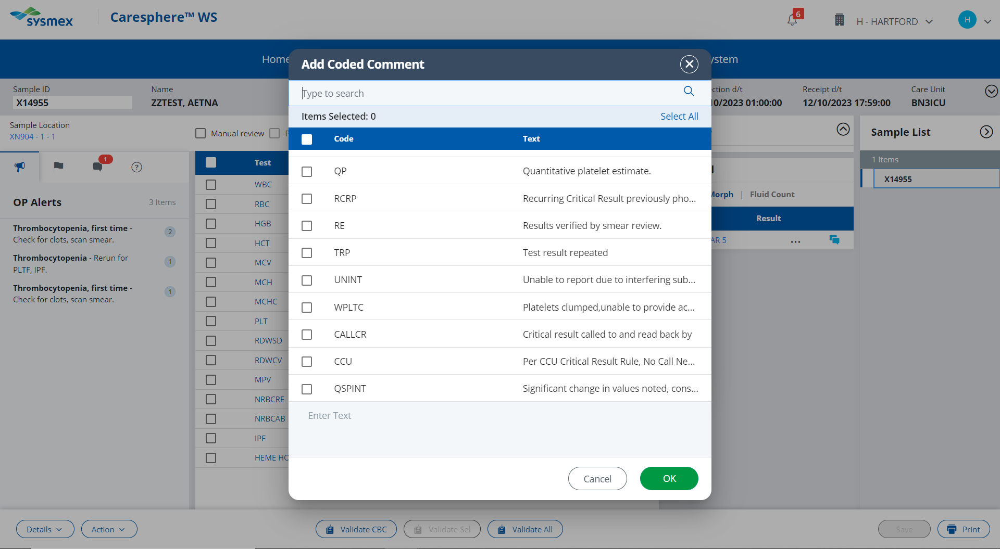 sysmex
Caresphere™ WS
6
H - HARTFORD
H
Home
ystem
Sample ID
X14955
Name
ZZTEST, AETNA
ction d/t
10/2023 01:00:00
Receipt d/t
12/10/2023 17:59:00
Care Unit
BN3ICU
Sample Location
XN904 - 1 - 1
Manual review
P
1
?
OP Alerts
3 Items
Thrombocytopenia, first time -
Check for clots, scan smear.
2
Thrombocytopenia - Rerun for
PLTF, IPF.
1
Thrombocytopenia, first time -
Check for clots, scan smear.
1
Test
WBC
RBC
HGB
HCT
MCV
MCH
MCHC
PLT
RDWSD
RDWCV
MPV
NRBCRE
NRBCAB
IPF
HEME HC
Add Coded Comment
Type to search
Items Selected: 0
Select All
Code Text
QP Quantitative platelet estimate.
RCRP Recurring Critical Result previously pho...
RE Results verified by smear review.
TRP Test result repeated
UNINT Unable to report due to interfering sub...
WPLTC Platelets clumped,unable to provide ac...
CALLCR Critical result called to and read back by
CCU Per CCU Critical Result Rule, No Call Ne...
QSPINT Significant change in values noted, cons...
Enter Text
Cancel
OK
Morph | Fluid Count
Result
AR 5 ...
Sample List
1 Items
X14955
Details
Action
Validate CBC
Validate Sel
Validate All
Save
Print